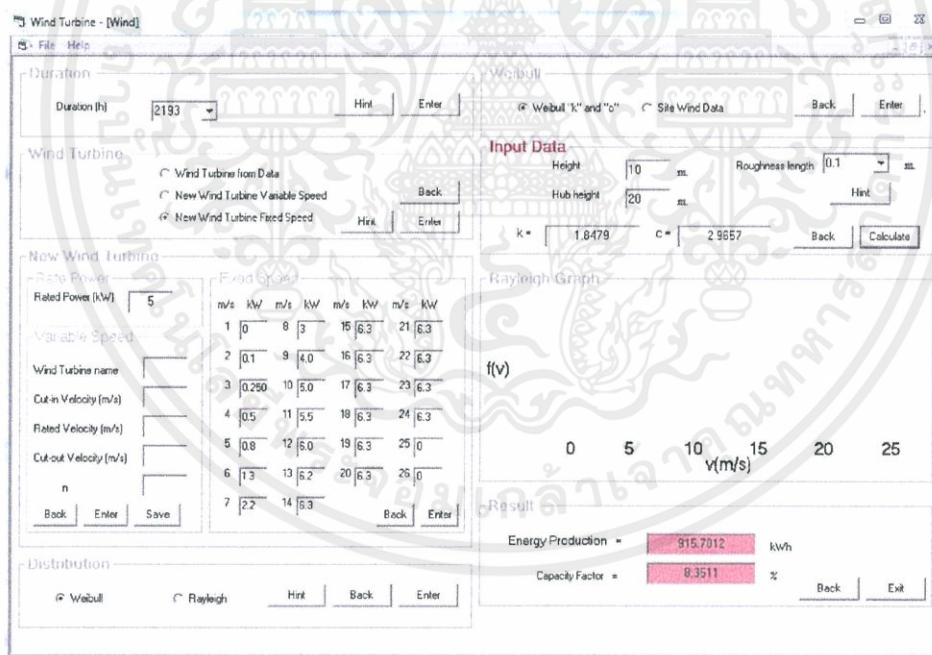 Wind Turbine - [Wind]
File Help
Duration
Duration (h) 2193 Hint Enter
Wind Turbine
Wind Turbine from Data
New Wind Turbine Variable Speed Back
New Wind Turbine Fixed Speed Hint Enter
New Wind Turbine
Rate Power
Rated Power (kW) 5
Variable Speed
Wind Turbine name
Cut-in Velocity (m/s)
Rated Velocity (m/s)
Cut-out Velocity (m/s)
n
Back Enter Save
Fixed Speed
m/s kW m/s kW m/s kW m/s kW
1 0 8 3 15 6.3 21 6.3
2 0.1 9 4.0 16 6.3 22 6.3
3 0.250 10 5.0 17 6.3 23 6.3
4 0.5 11 5.5 18 6.3 24 6.3
5 0.8 12 6.0 19 6.3 25 0
6 1.3 13 6.2 20 6.3 26 0
7 2.2 14 6.3
Back Enter
Distribution
Weibull Rayleigh Hint Back Enter
Weibull
Weibull "k" and "c" Site Wind Data Back Enter
Input Data
Height 10 m. Roughness length 0.1 m.
Hub height 20 m. Hint
k = 1.8479 c = 2.9657 Back Calculate
Rayleigh Graph
f(v)
0 5 10 15 20 25
v(m/s)
Result
Energy Production = 915.7012 kWh
Capacity Factor = 8.3511 %
Back Exit